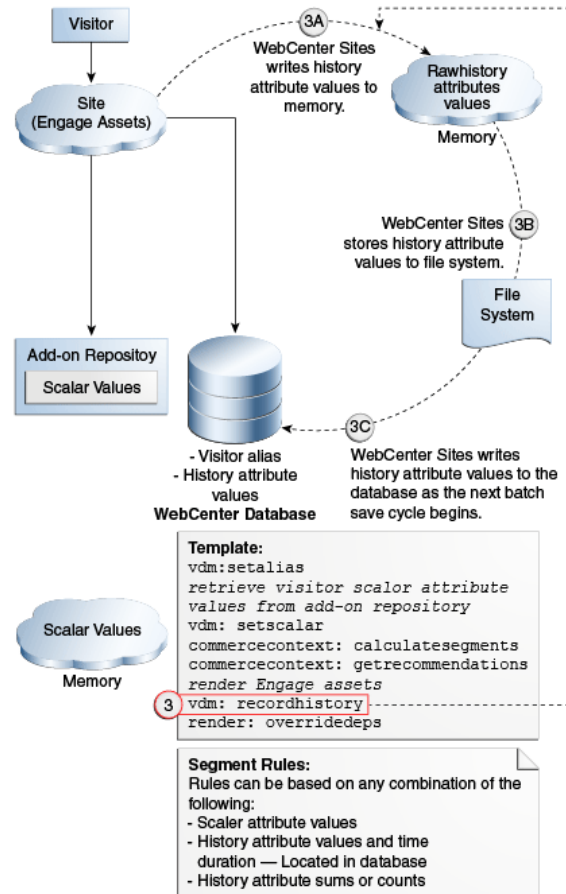 Visitor
3A
WebCenter Sites
writes history
attribute values to
memory.
Rawhistory
attributes
values
Memory
Site
(Engage Assets)
WebCenter Sites
stores history attribute
values to file system.
3B
File
System
Add-on Repositoy
Scalar Values
- Visitor alias
- History attribute
values
WebCenter Database
3C
WebCenter Sites writes
history attribute values to the
database as the next batch
save cycle begins.
Template:
vdm:setalias
retrieve visitor scalor attribute
values from add-on repository
vdm: setscalar
commercecontext: calculatesegments
commercecontext: getrecommendations
render Engage assets
3
vdm: recordhistory
render: overridedeps
Scalar Values
Memory
Segment Rules:
Rules can be based on any combination of the
following:
- Scaler attribute values
- History attribute values and time
duration — Located in database
- History attribute sums or counts